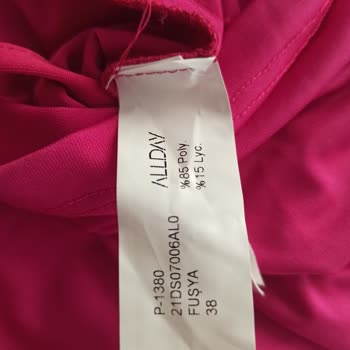 ALLDAY
%85 Poly.
%15 Lyc.
P-1380
21DS07006AL0
FUŞYA
38